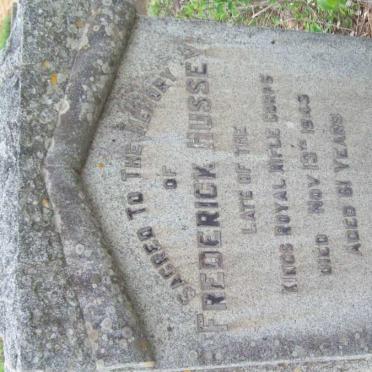 SACRED TO THE MEMORY
OF
FREDERICK HUSSEY
LATE OF THE
KINGS ROYAL RIFLE CORPS
DIED NOV 13TH 1943
AGED 61 YEARS